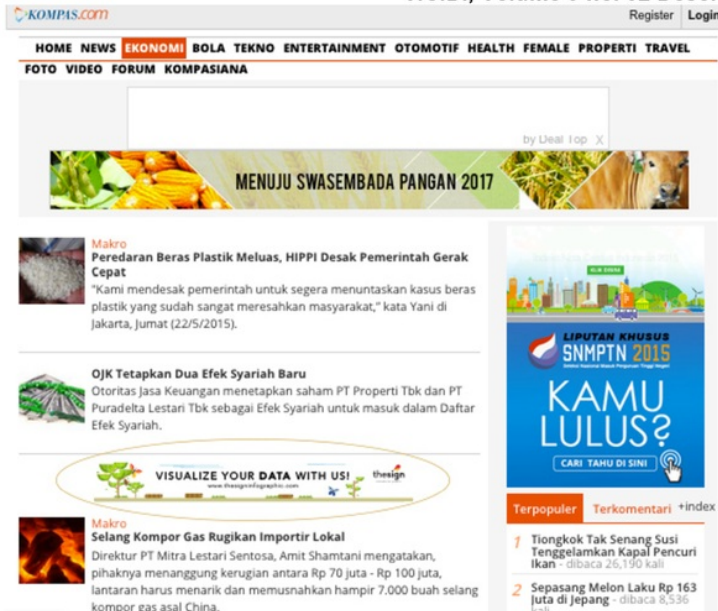 KOMPAS.com
Register Login
HOME NEWS EKONOMI BOLA TEKNO ENTERTAINMENT OTOMOTIF HEALTH FEMALE PROPERTI TRAVEL
FOTO VIDEO FORUM KOMPASIANA
by Deal Top X
MENUJU SWASEMBADA PANGAN 2017
Makro
Peredaran Beras Plastik Meluas, HIPPI Desak Pemerintah Gerak
Cepat
"Kami mendesak pemerintah untuk segera menuntaskan kasus beras
plastik yang sudah sangat meresahkan masyarakat," kata Yani di
Jakarta, Jumat (22/5/2015).
OJK Tetapkan Dua Efek Syariah Baru
Otoritas Jasa Keuangan menetapkan saham PT Properti Tbk dan PT
Puradelta Lestari Tbk sebagai Efek Syariah untuk masuk dalam Daftar
Efek Syariah.
VISUALIZE YOUR DATA WITH US! thesign
www.thesigninfographic.com
Makro
Selang Kompor Gas Rugikan Importir Lokal
Direktur PT Mitra Lestari Sentosa, Amit Shamtani mengatakan,
pihaknya menanggung kerugian antara Rp 70 juta - Rp 100 juta,
lantaran harus menarik dan memusnahkan hampir 7.000 buah selang
kompor gas asal China.
KLIK DISINI
LIPUTAN KHUSUS
SNMPTN 2015
KAMU
LULUS?
CARI TAHU DI SINI
Terpopuler Terkomentari +index
1 Tiongkok Tak Senang Susi
Tenggelamkan Kapal Pencuri
Ikan - dibaca 26,190 kali
2 Sepasang Melon Laku Rp 163
Juta di Jepang - dibaca 8,536
kali